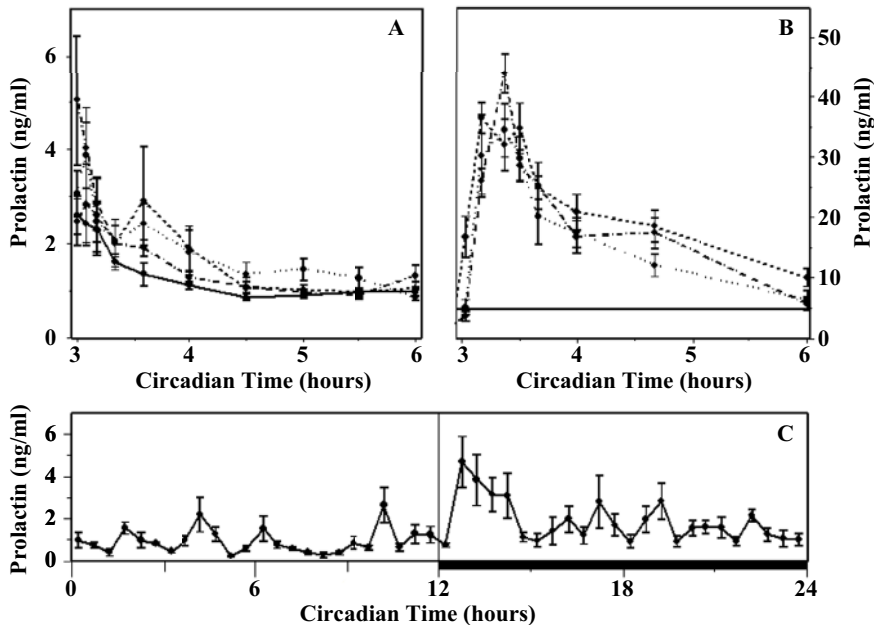 A
B
6
4
2
0
Prolactin (ng/ml)
3 4 5 6
Circadian Time (hours)
50
40
30
20
10
0
Prolactin (ng/ml)
3 4 5 6
Circadian Time (hours)
C
6
4
2
0
Prolactin (ng/ml)
0 6 12 18 24
Circadian Time (hours)